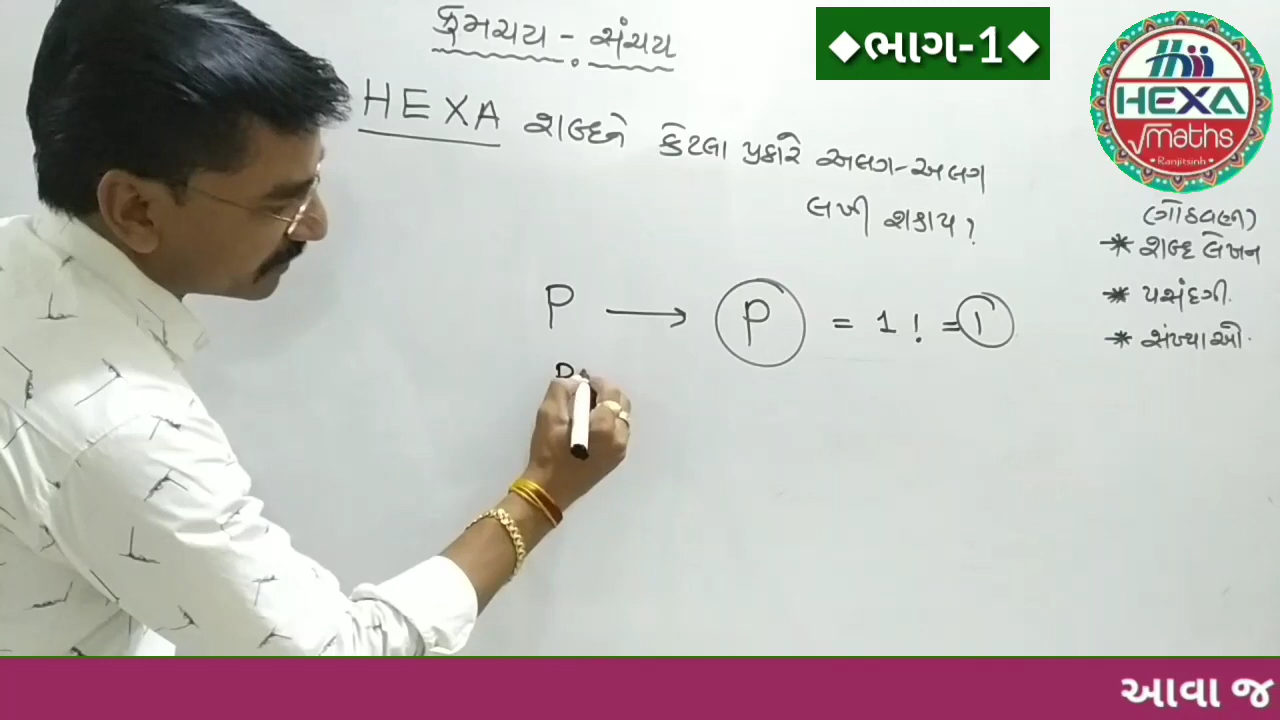 ક્રમચય - સંચય
◆ભાગ-1◆
HEXA શબ્દને કેટલા પ્રકારે અલગ-અલગ
લખી શકાય?
HEXA
√maths
Ranjitsinh
(ગોઠવણ)
* શબ્દ લેખન
* પસંદગી.
* સંખ્યાઓ.
P → P = 1! = 1
આવા જ